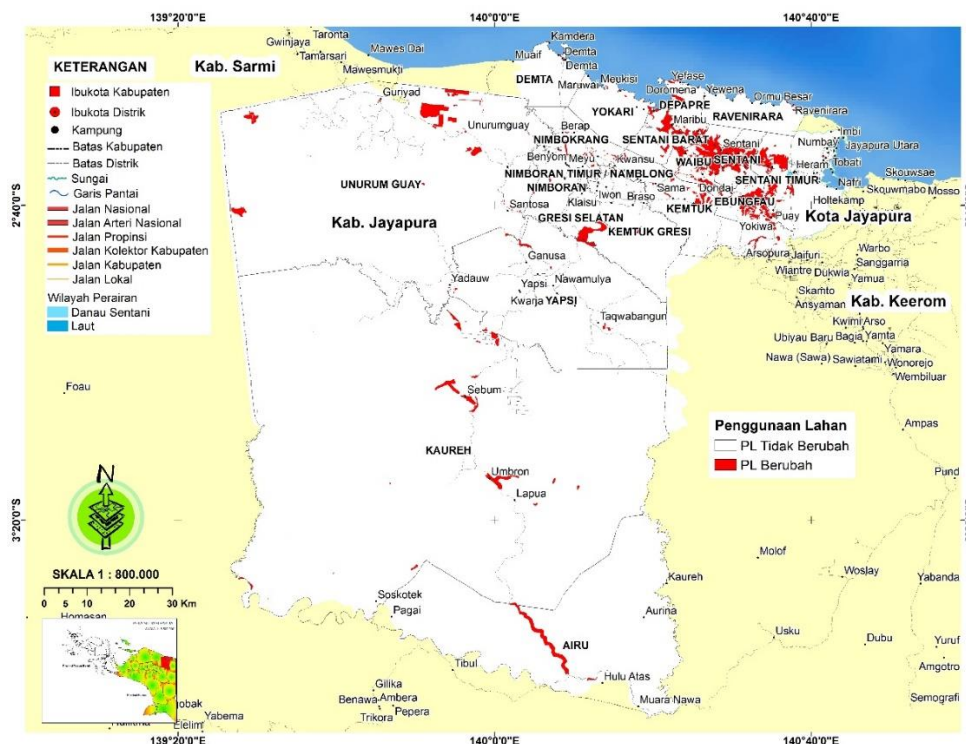 139°20'0"E
140°0'0"E
140°40'0"E
2°40'0"S
3°20'0"S
2°40'0"S
3°20'0"S
139°20'0"E
140°0'0"E
140°40'0"E
KETERANGAN
Ibukota Kabupaten
Ibukota Distrik
Kampung
Batas Kabupaten
Batas Distrik
Sungai
Garis Pantai
Jalan Nasional
Jalan Arteri Nasional
Jalan Propinsi
Jalan Kolektor Kabupaten
Jalan Kabupaten
Jalan Lokal
Wilayah Perairan
Danau Sentani
Laut
Kab. Sarmi
Gwinjaya
Taronta
Tamarsari
Mawes Dai
Mawesmukti
Guriyad
Unurumguay
UNURUM GUAY
Kab. Jayapura
Muaif
Kamdera
Demta
Demta
DEMTA
Maruwai
Meukisi
YOKARI
Yefase
Doromena
Yewena
DEPAPRE
Ormu Besar
Maribu
RAVENIRARA
Ravenirara
NIMBOKRANG
Berap
SENTANI BARAT
Sentani
Numbay
Imbi
Jayapura Utara
Benyom
Meyu
Kwansu
WAIBU
SENTANI
Heram
Tobati
NIMBORAN TIMUR
NAMBLONG
SENTANI TIMUR
Nafri
Skouwsae
NIMBORAN
Iwon
Sama
Dondai
Skouwmabo
Mosso
Santosa
Klaisu
Braso
KEMTUK
EBUNGFAU
Holtekamp
GRESI SELATAN
Puay
Kota Jayapura
KEMTUK GRESI
Yokiwa
Ganusa
Arsopura
Jaifuri
Warbo
Wiantre
Dukwia
Sanggarria
Yamua
Yadauw
Yapsi
Nawamulya
Skamto
Kwarja
YAPSI
Ansyaman
Kab. Keerom
Taqwabangun
Kwimi
Arso
Ubiyau Baru
Bagia
Yamta
Yamara
Nawa (Sawa)
Sawiatami
Wonorejo
Wembiluar
Foau
Sebum
Penggunaan Lahan
PL Tidak Berubah
PL Berubah
Ampas
KAUREH
Umbron
Lapua
Pund
N
SKALA 1 : 800.000
0 5 10 15 20 30 Km
Molof
Woslay
Yabanda
Kaureh
Soskotek
Pagai
Aurina
Homasan
AIRU
Usku
Dubu
Yuruf
Amgotro
Tibul
Hulu Atas
Gilika
Benawa
Ambera
Muara Nawa
Semografi
Trikora
Pepera
Yabema
Elelim